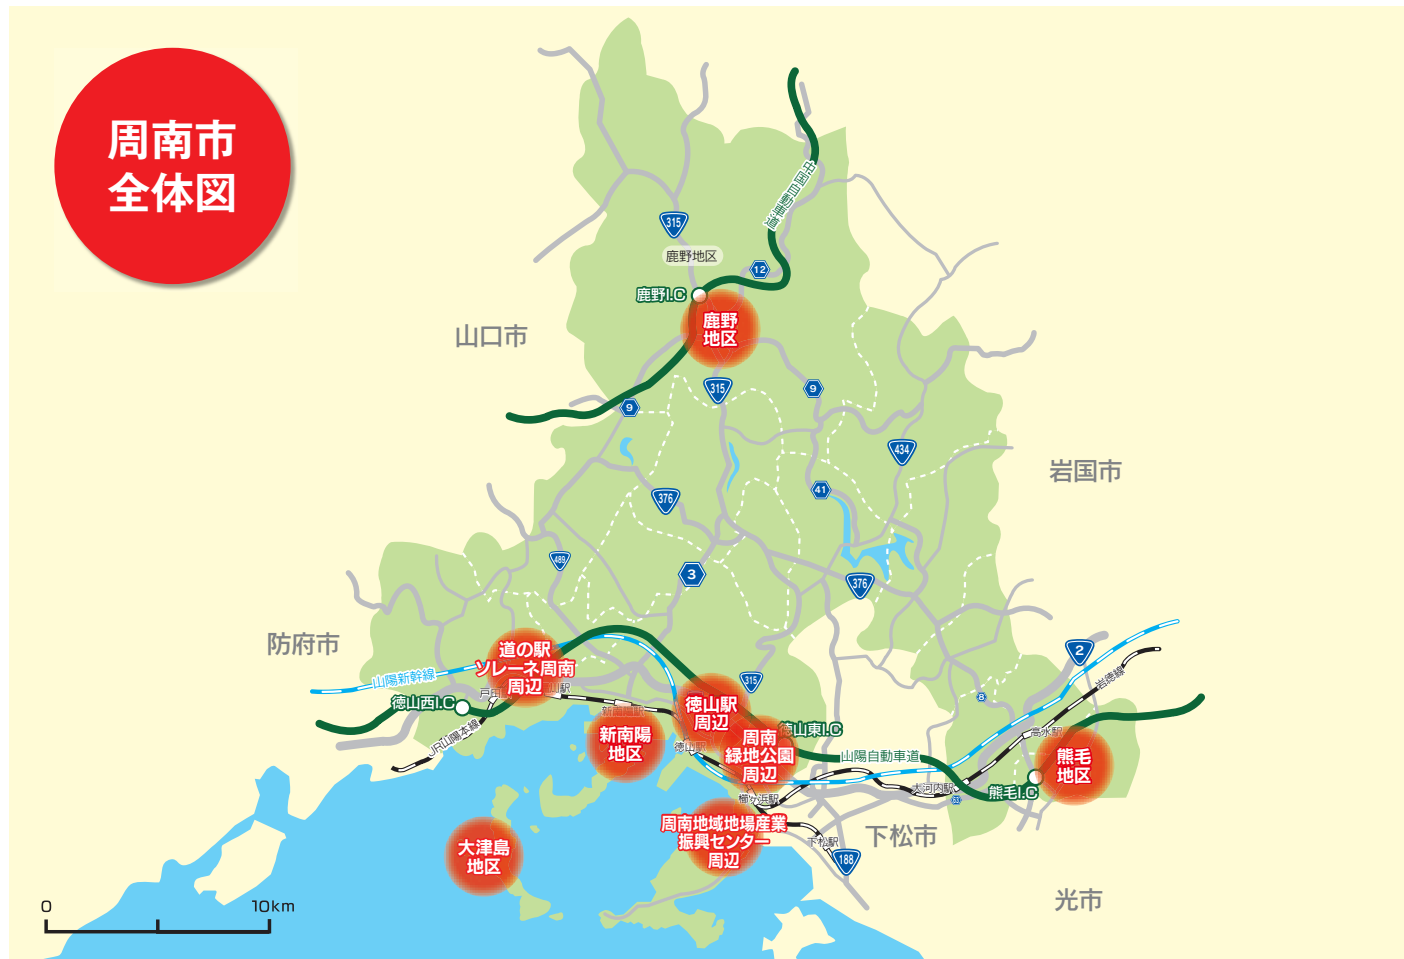 周南市
全体図
中国自動車道
315
鹿野地区
12
鹿野I.C
鹿野
地区
山口市
315
9
9
434
岩国市
376
41
489
3
376
防府市
道の駅
ソレーネ周南
周辺
山陽新幹線
徳山西I.C
JR山陽本線
新南陽駅
新南陽
地区
315
徳山駅
周辺
徳山駅
徳山東I.C
周南
緑地公園
周辺
山陽自動車道
2
岩徳線
8
高水駅
熊毛
地区
大河内駅
熊毛I.C
33
櫛ケ浜駅
周南地域地場産業
振興センター
周辺
下松駅
188
下松市
大津島
地区
光市
0
10km